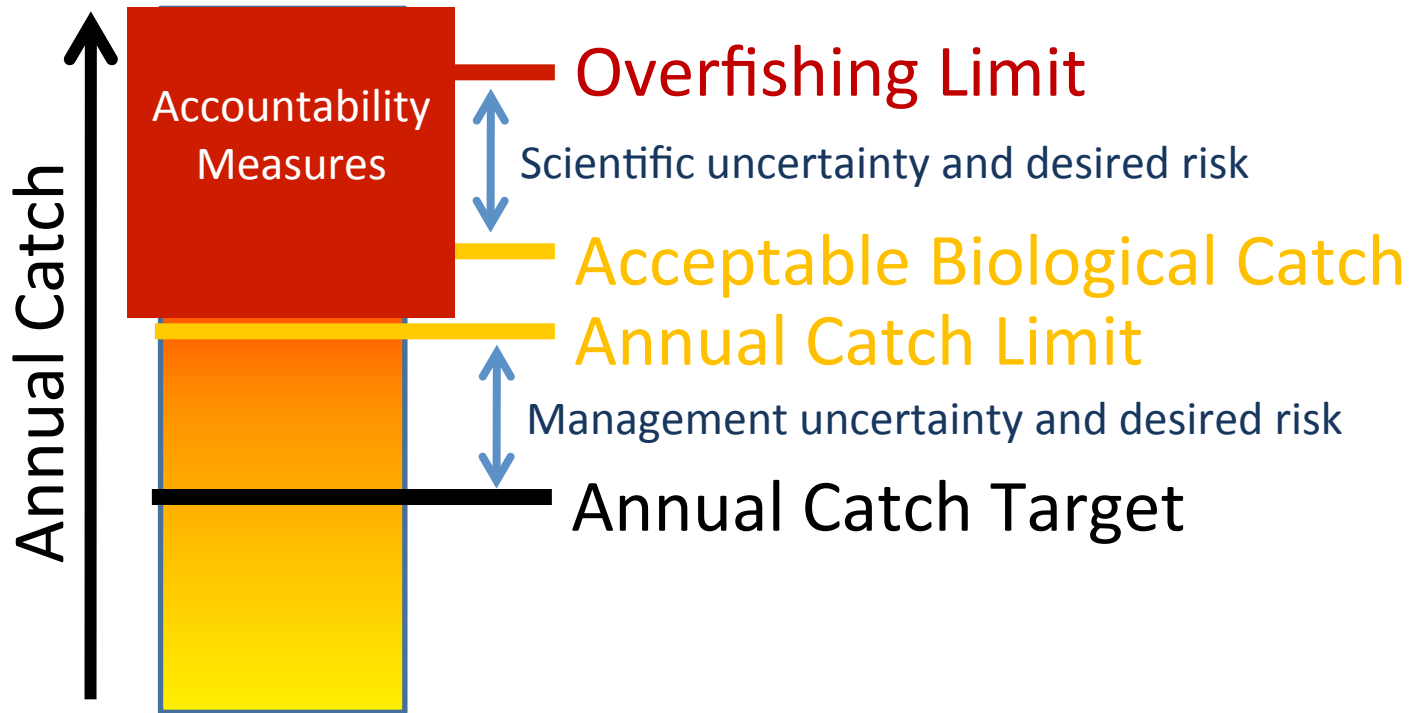 Annual Catch
Accountability
Measures
Overfishing Limit
Scientific uncertainty and desired risk
Acceptable Biological Catch
Annual Catch Limit
Management uncertainty and desired risk
Annual Catch Target